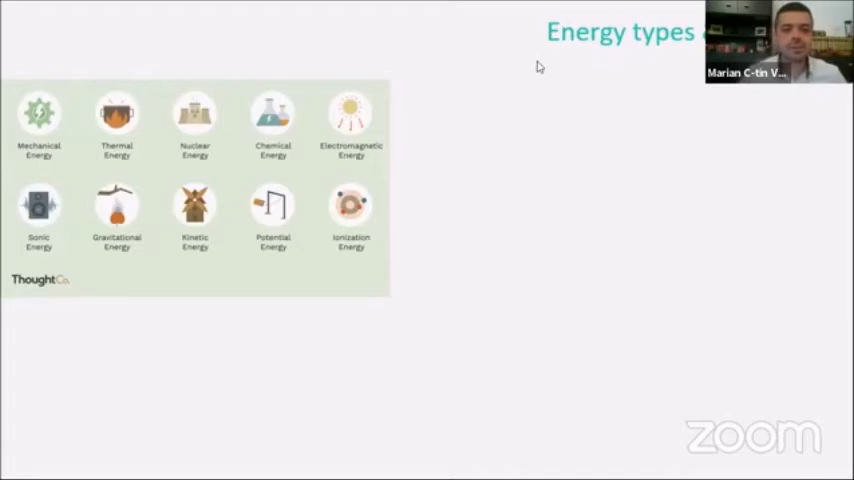 Energy types
Marian C-tin V...
Mechanical
Energy
Thermal
Energy
Nuclear
Energy
Chemical
Energy
Electromagnetic
Energy
Sonic
Energy
Gravitational
Energy
Kinetic
Energy
Potential
Energy
Ionization
Energy
ThoughtCo.
zoom